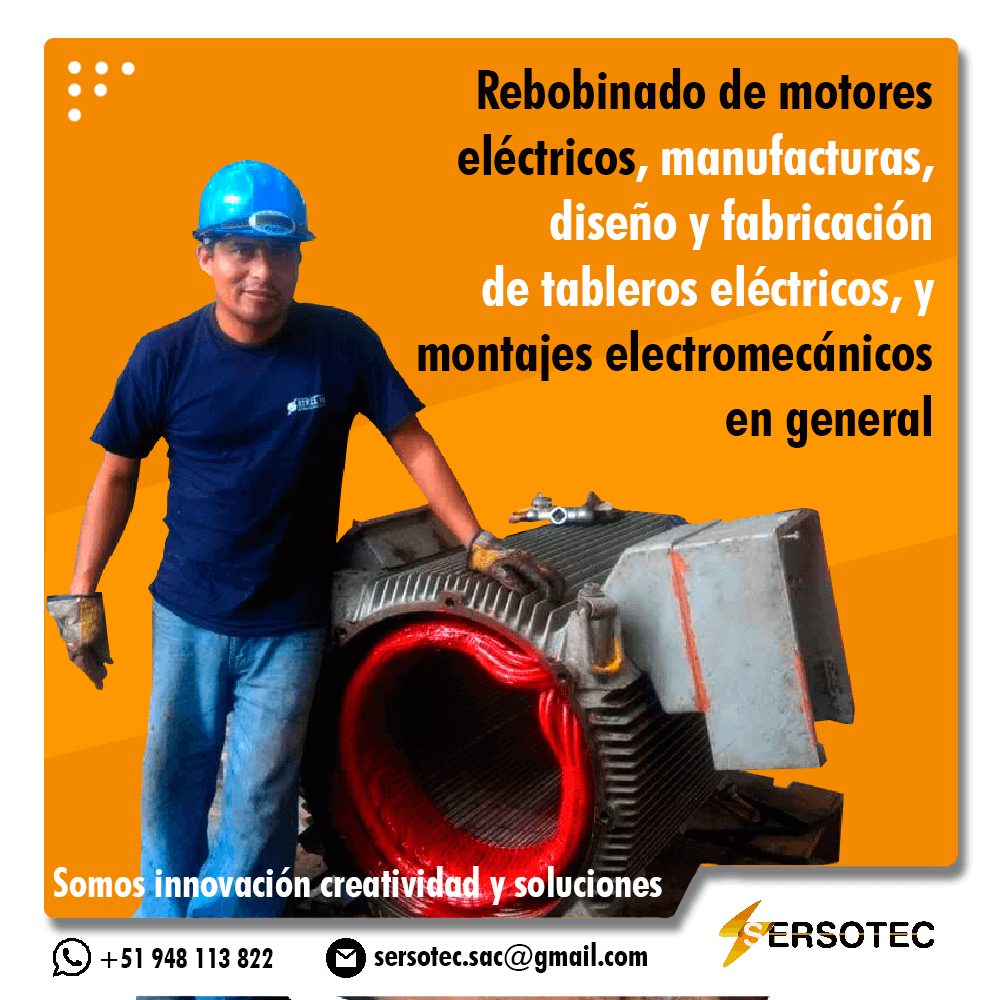 Rebobinado de motores
eléctricos, manufacturas,
diseño y fabricación
de tableros eléctricos, y
montajes electromecánicos
en general
Somos innovación creatividad y soluciones
+51 948 113 822
sersotec.sac@gmail.com
SERSOTEC